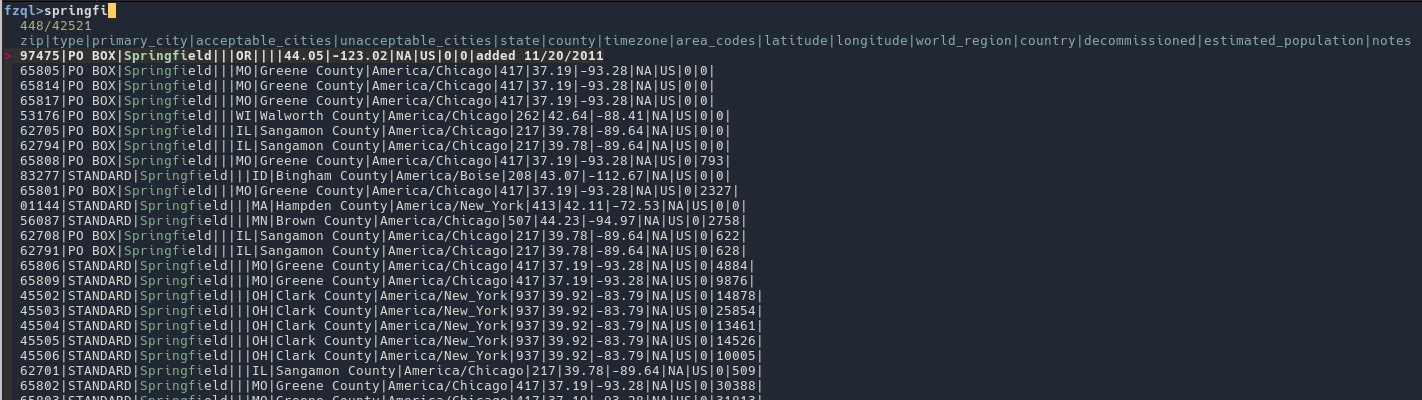 fzql>springfi
448/42521
zip|type|primary_city|acceptable_cities|unacceptable_cities|state|county|timezone|area_codes|latitude|longitude|world_region|country|decommissioned|estimated_population|notes
> 97475|PO BOX|Springfield|||OR||||44.05|-123.02|NA|US|0|0|added 11/20/2011
65805|PO BOX|Springfield|||MO|Greene County|America/Chicago|417|37.19|-93.28|NA|US|0|0|
65814|PO BOX|Springfield|||MO|Greene County|America/Chicago|417|37.19|-93.28|NA|US|0|0|
65817|PO BOX|Springfield|||MO|Greene County|America/Chicago|417|37.19|-93.28|NA|US|0|0|
53176|PO BOX|Springfield|||WI|Walworth County|America/Chicago|262|42.64|-88.41|NA|US|0|0|
62705|PO BOX|Springfield|||IL|Sangamon County|America/Chicago|217|39.78|-89.64|NA|US|0|0|
62794|PO BOX|Springfield|||IL|Sangamon County|America/Chicago|217|39.78|-89.64|NA|US|0|0|
65808|PO BOX|Springfield|||MO|Greene County|America/Chicago|417|37.19|-93.28|NA|US|0|793|
83277|STANDARD|Springfield|||ID|Bingham County|America/Boise|208|43.07|-112.67|NA|US|0|0|
65801|PO BOX|Springfield|||MO|Greene County|America/Chicago|417|37.19|-93.28|NA|US|0|2327|
01144|STANDARD|Springfield|||MA|Hampden County|America/New_York|413|42.11|-72.53|NA|US|0|0|
56087|STANDARD|Springfield|||MN|Brown County|America/Chicago|507|44.23|-94.97|NA|US|0|2758|
62708|PO BOX|Springfield|||IL|Sangamon County|America/Chicago|217|39.78|-89.64|NA|US|0|622|
62791|PO BOX|Springfield|||IL|Sangamon County|America/Chicago|217|39.78|-89.64|NA|US|0|628|
65806|STANDARD|Springfield|||MO|Greene County|America/Chicago|417|37.19|-93.28|NA|US|0|4884|
65809|STANDARD|Springfield|||MO|Greene County|America/Chicago|417|37.19|-93.28|NA|US|0|9876|
45502|STANDARD|Springfield|||OH|Clark County|America/New_York|937|39.92|-83.79|NA|US|0|14878|
45503|STANDARD|Springfield|||OH|Clark County|America/New_York|937|39.92|-83.79|NA|US|0|25854|
45504|STANDARD|Springfield|||OH|Clark County|America/New_York|937|39.92|-83.79|NA|US|0|13461|
45505|STANDARD|Springfield|||OH|Clark County|America/New_York|937|39.92|-83.79|NA|US|0|14526|
45506|STANDARD|Springfield|||OH|Clark County|America/New_York|937|39.92|-83.79|NA|US|0|10005|
62701|STANDARD|Springfield|||IL|Sangamon County|America/Chicago|217|39.78|-89.64|NA|US|0|509|
65802|STANDARD|Springfield|||MO|Greene County|America/Chicago|417|37.19|-93.28|NA|US|0|30388|
65803|STANDARD|Springfield|||MO|Greene County|America/Chicago|417|37.19|-93.28|NA|US|0|31813|